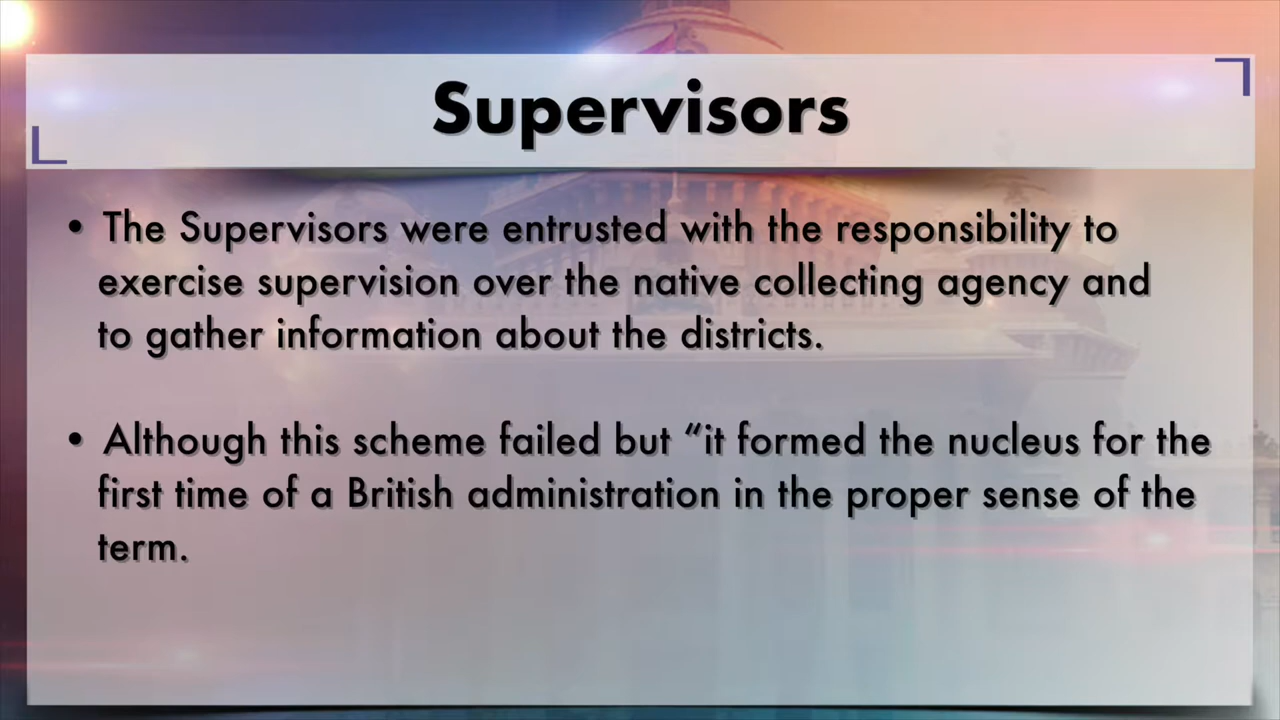 Supervisors
• The Supervisors were entrusted with the responsibility to
exercise supervision over the native collecting agency and
to gather information about the districts.
• Although this scheme failed but “it formed the nucleus for the
first time of a British administration in the proper sense of the
term.